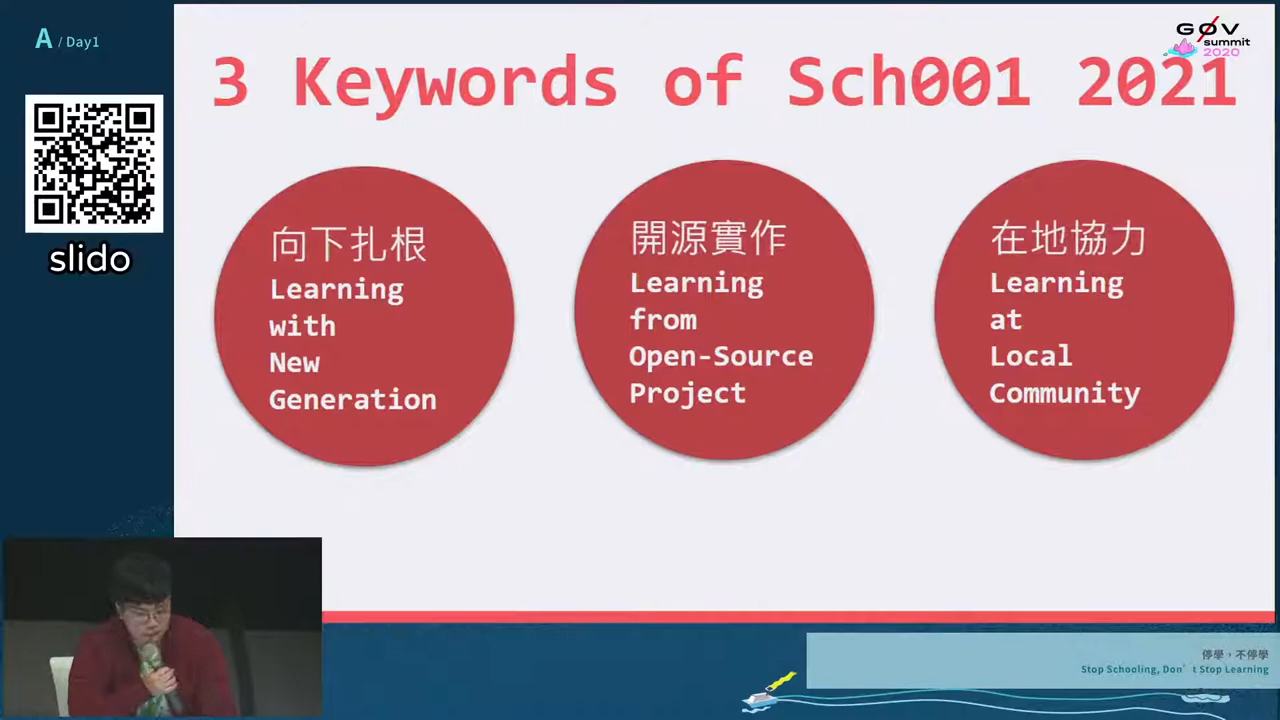 A / Day1
GØV
summit
2020
3 Keywords of Sch001 2021
slido
向下扎根
Learning
with
New
Generation
開源實作
Learning
from
Open-Source
Project
在地協力
Learning
at
Local
Community
停學，不停學
Stop Schooling, Don’t Stop Learning